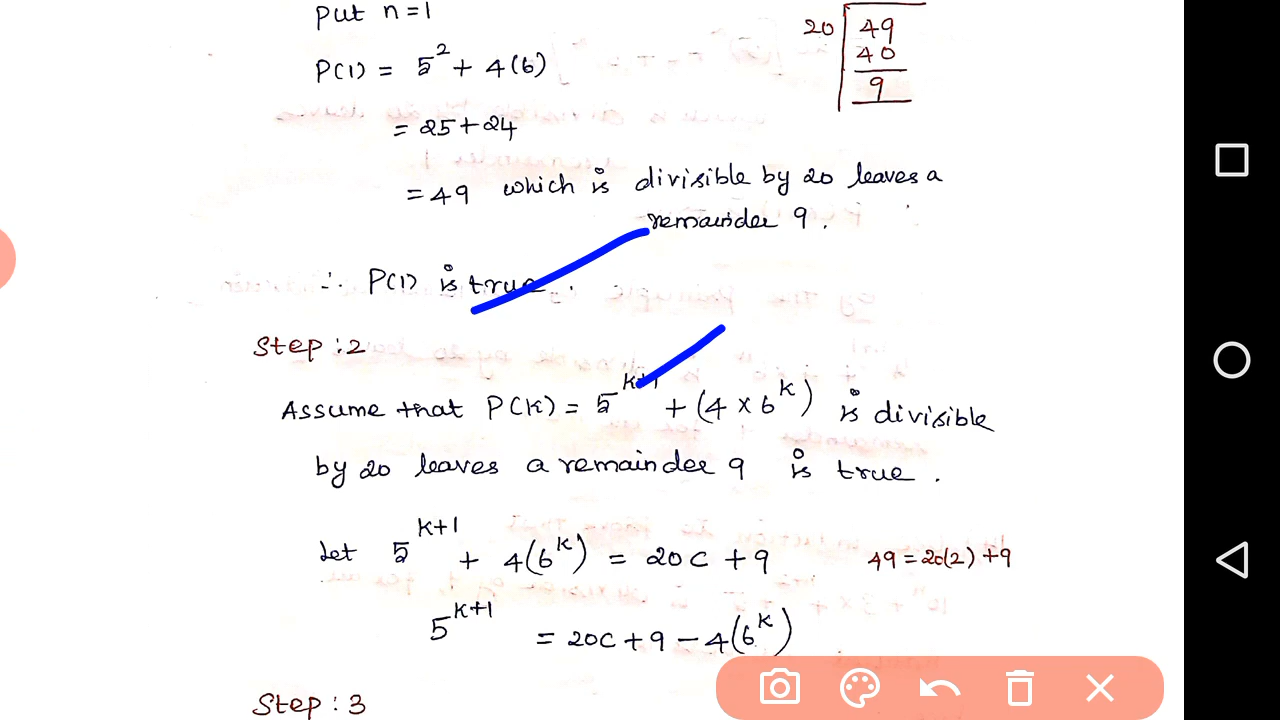 Put n=1
P(1) = 5² + 4(6)
= 25+24
= 49 which is divisible by 20 leaves a
remainder 9.
20 49
40
9
∴ P(1) is true.
Step:2
Assume that P(K) = 5^(k+1) + (4 × 6^k) is divisible
by 20 leaves a remainder 9 is true.
Let 5^(k+1) + 4(6^k) = 20C + 9
49 = 20(2) + 9
5^(k+1) = 20C + 9 - 4(6^k)
Step:3